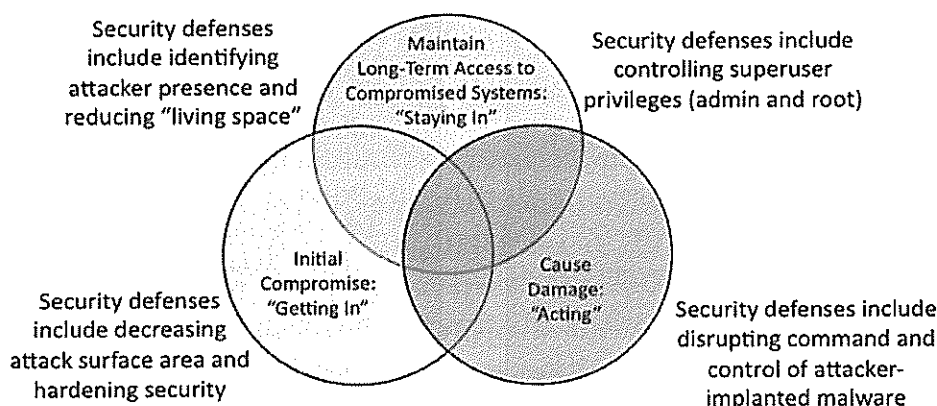 Security defenses
include identifying
attacker presence and
reducing “living space”
Maintain
Long-Term Access to
Compromised Systems:
“Staying In”
Security defenses include
controlling superuser
privileges (admin and root)
Initial
Compromise:
“Getting In”
Cause
Damage:
“Acting”
Security defenses
include decreasing
attack surface area and
hardening security
Security defenses include
disrupting command and
control of attacker-
implanted malware